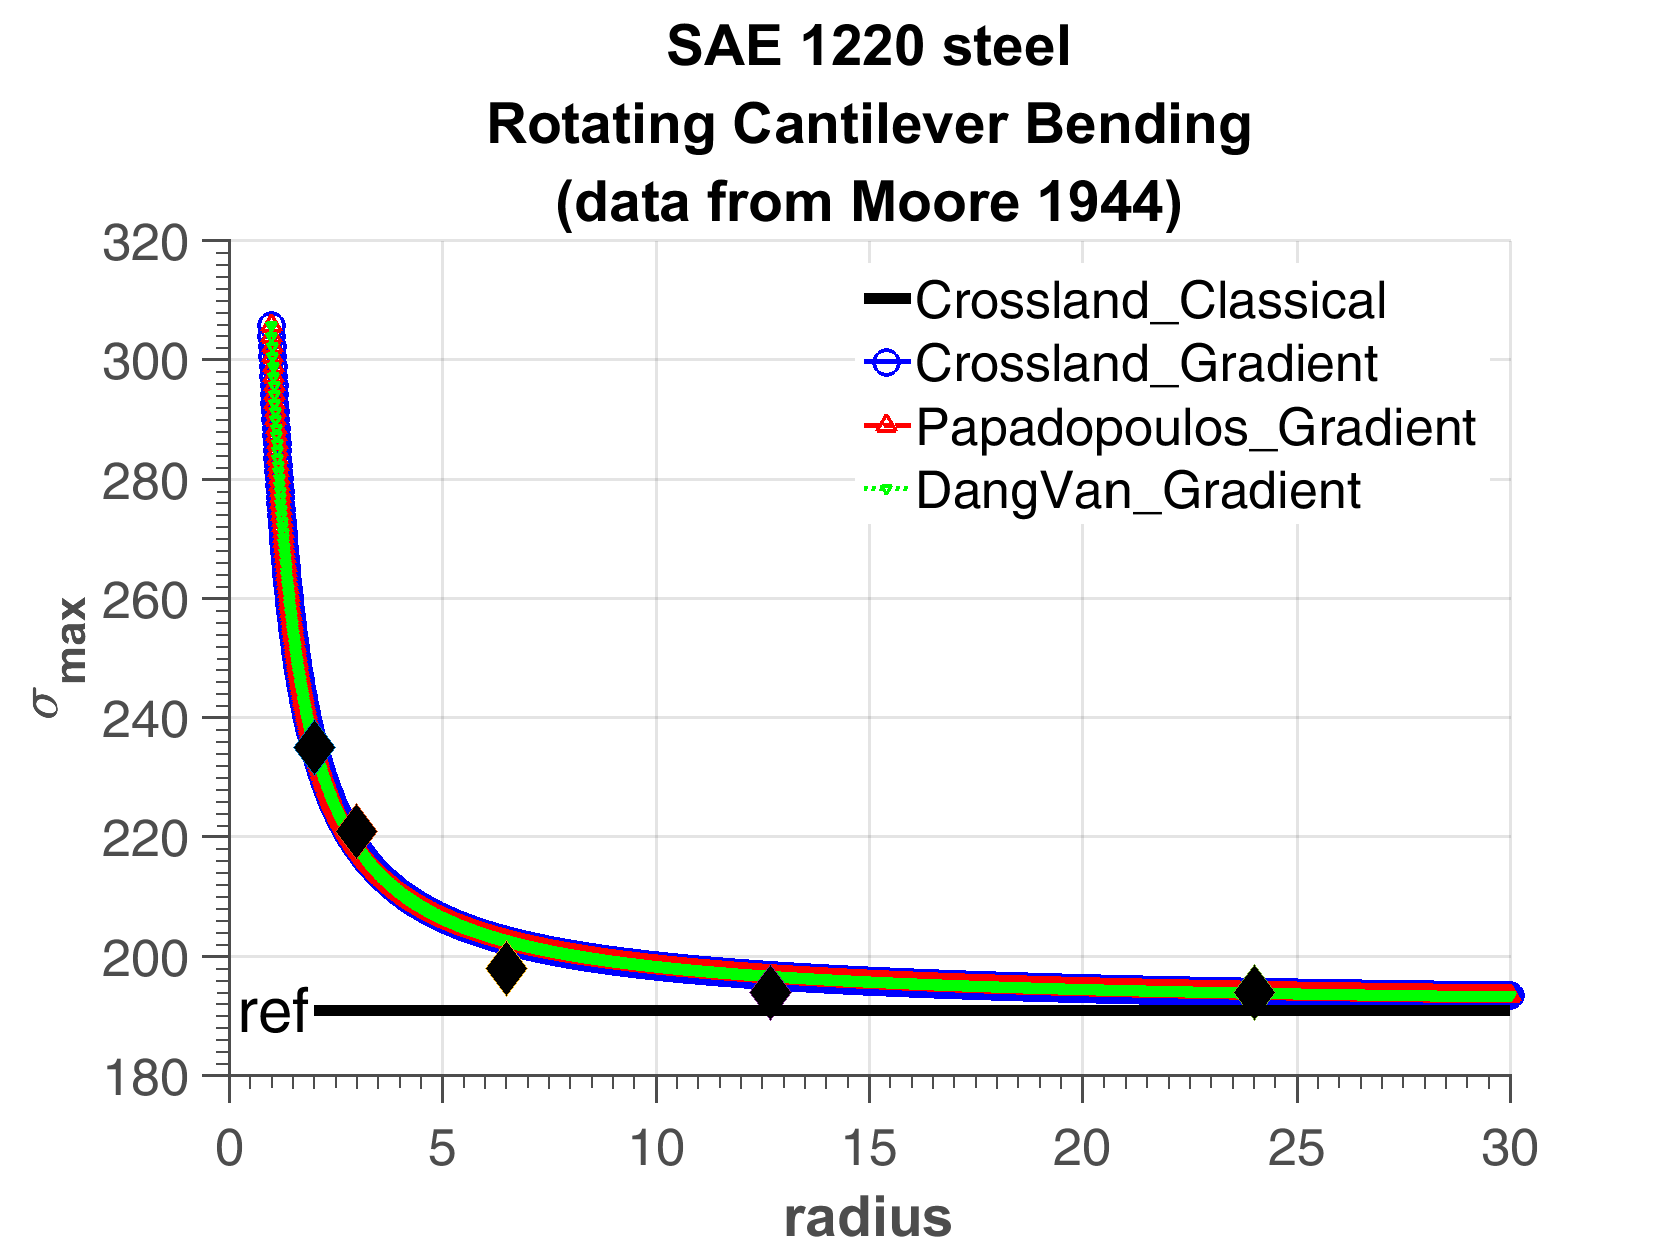 SAE 1220 steel
Rotating Cantilever Bending
(data from Moore 1944)
320
300
280
260
240
220
200
180
σ max
Crossland_Classical
Crossland_Gradient
Papadopoulos_Gradient
DangVan_Gradient
ref
0 5 10 15 20 25 30
radius